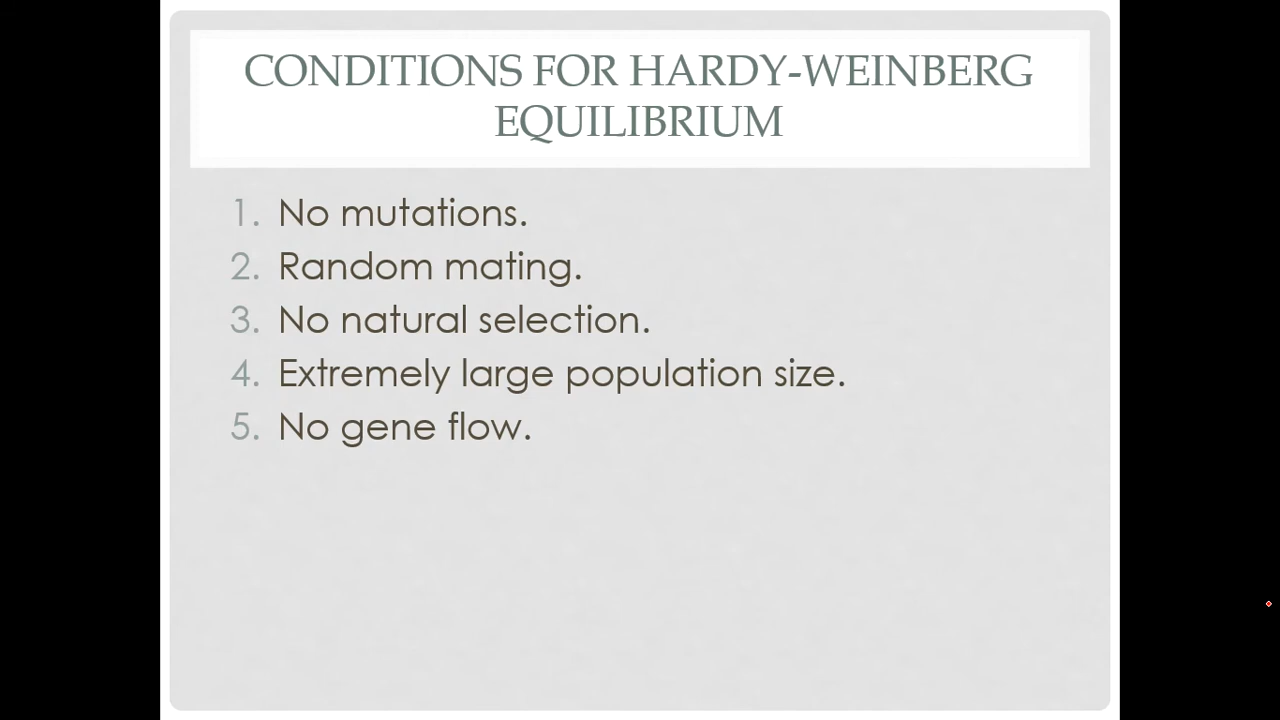 CONDITIONS FOR HARDY-WEINBERG
EQUILIBRIUM
1. No mutations.
2. Random mating.
3. No natural selection.
4. Extremely large population size.
5. No gene flow.